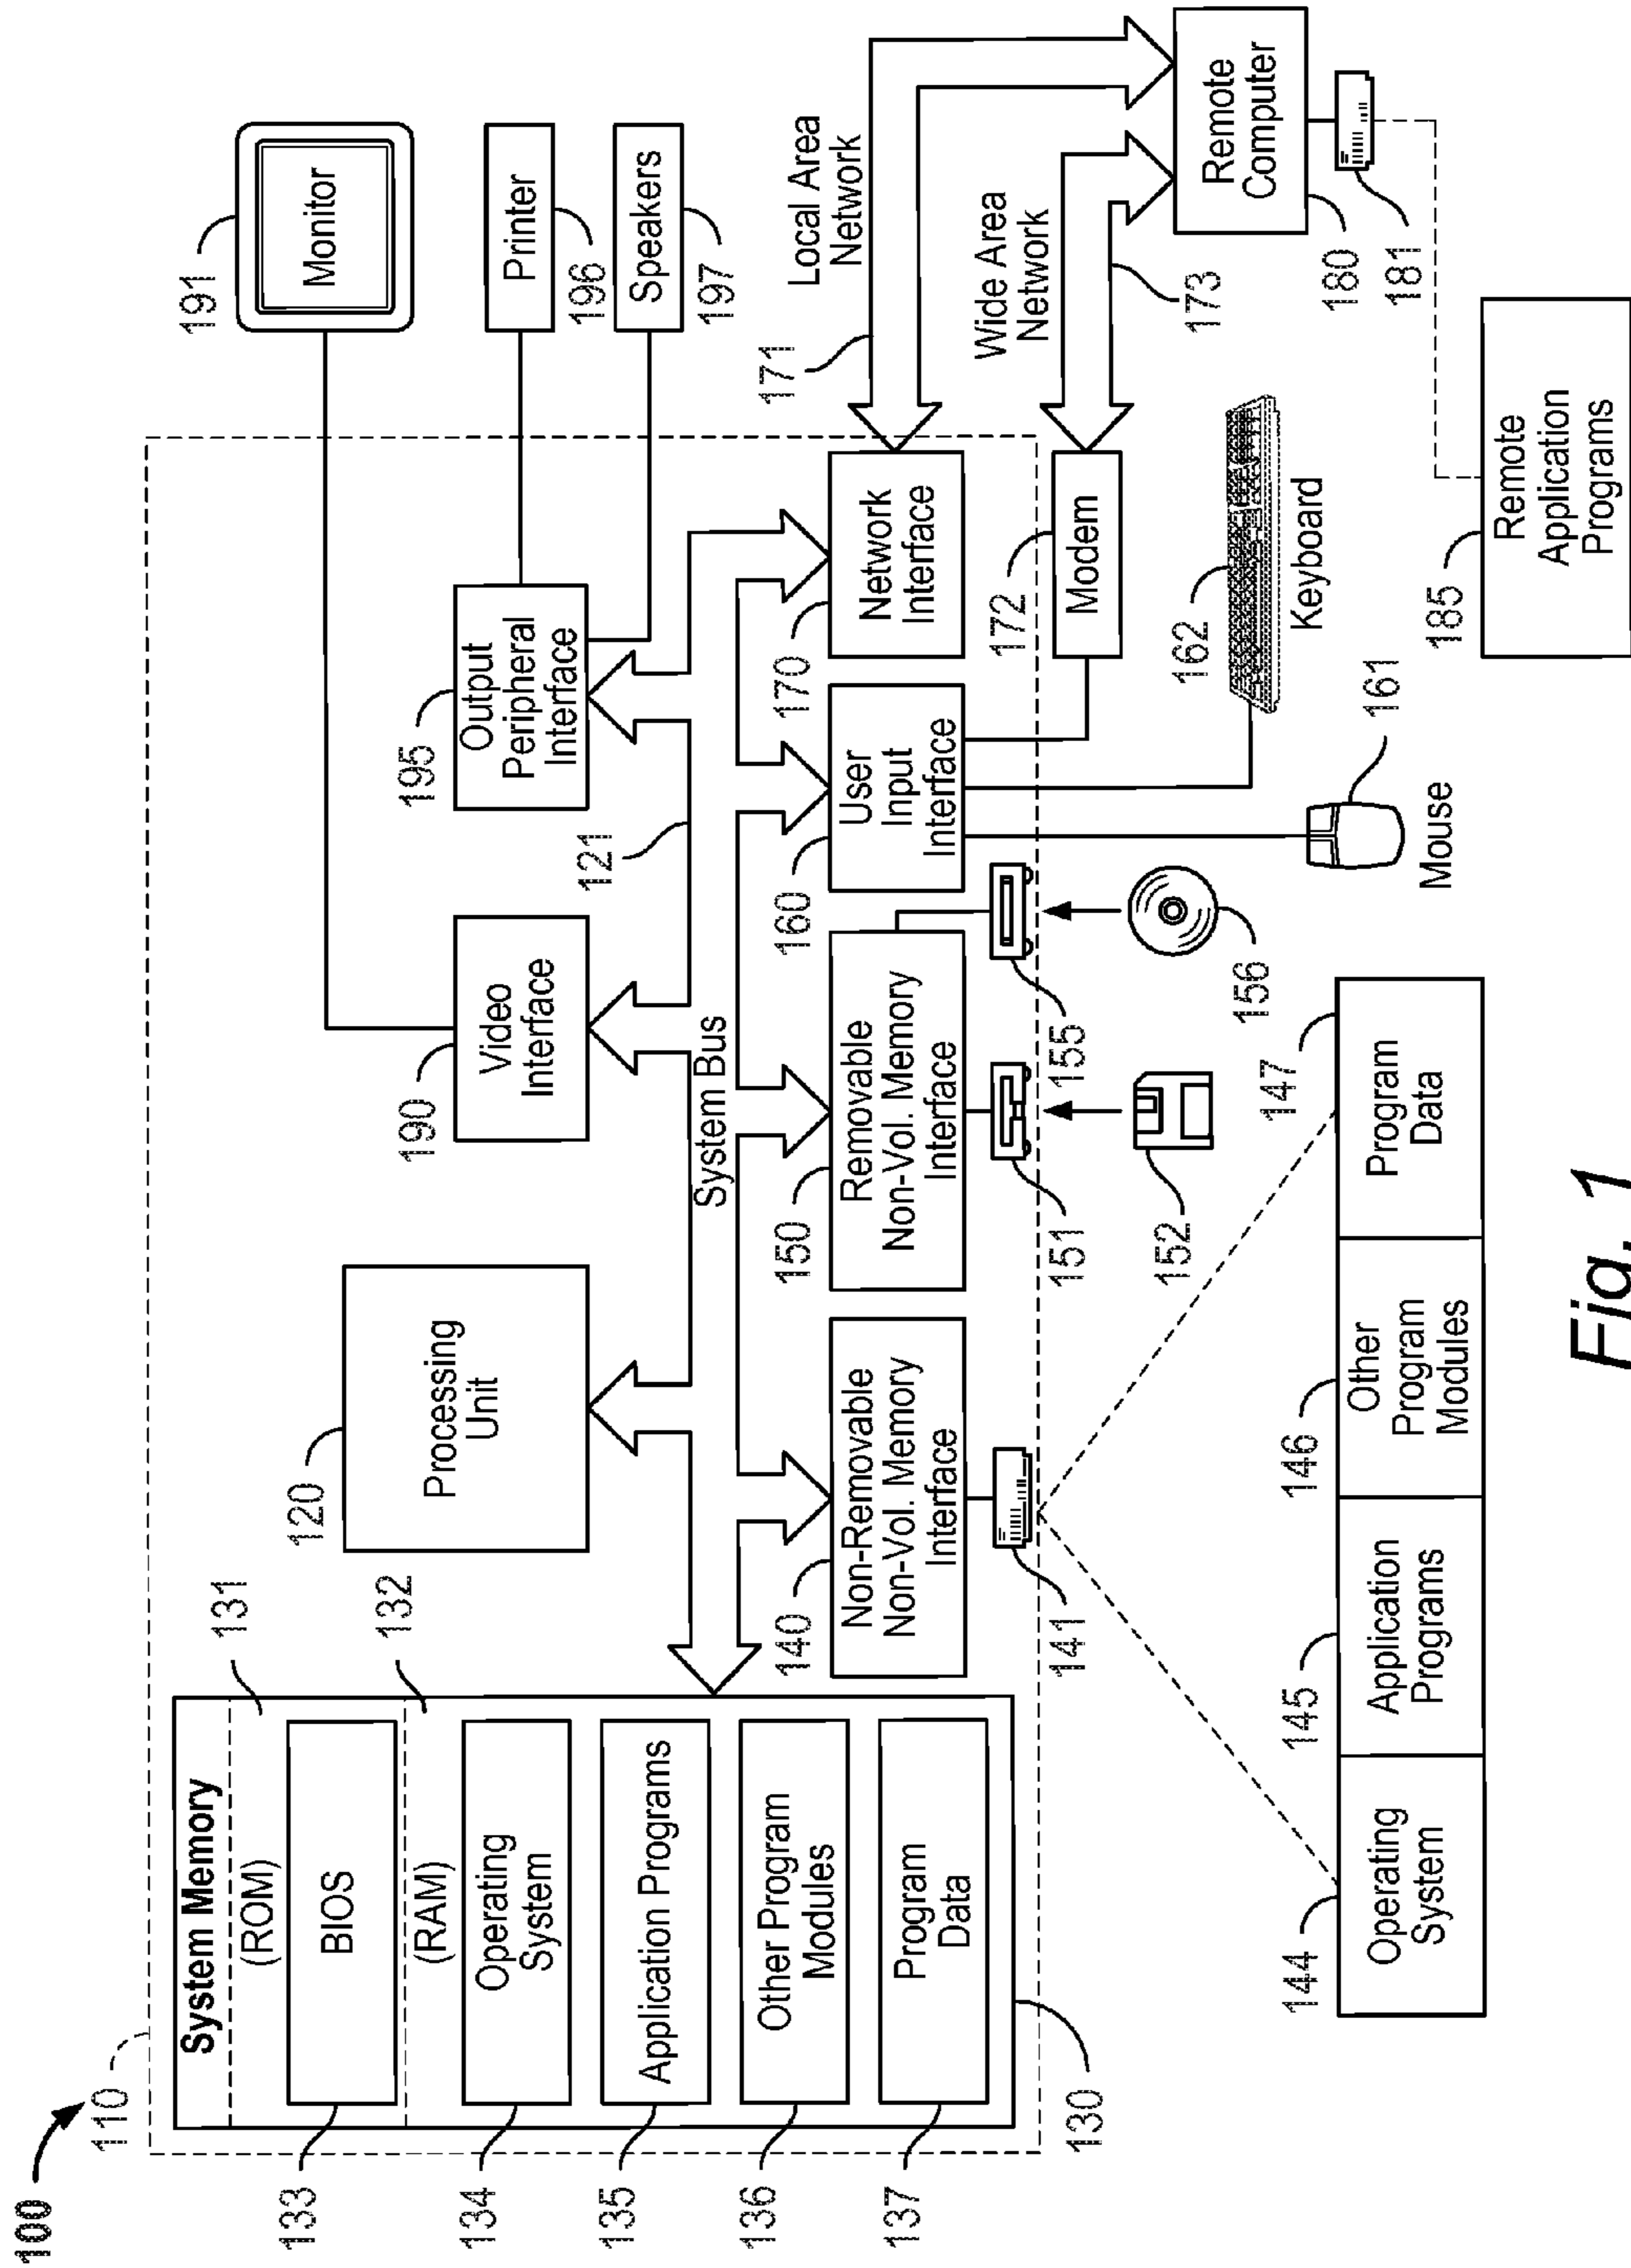 100
110
System Memory
(ROM)
131
BIOS
133
(RAM)
132
Operating
System
134
Application Programs
135
Other Program
Modules
136
Program
Data
137
130
120
Processing
Unit
190
Video
Interface
195
Output
Peripheral
Interface
191
Monitor
Printer
196
Speakers
197
121
System Bus
140
Non-Removable
Non-Vol. Memory
Interface
141
150
Removable
Non-Vol. Memory
Interface
151
155
152
156
160
User
Input
Interface
170
Network
Interface
171
Local Area
Network
172
Modem
Wide Area
Network
173
162
Keyboard
161
Mouse
Remote
Computer
180
181
185
Remote
Application
Programs
144
Operating
System
145
Application
Programs
146
Other
Program
Modules
147
Program
Data
Fig. 1